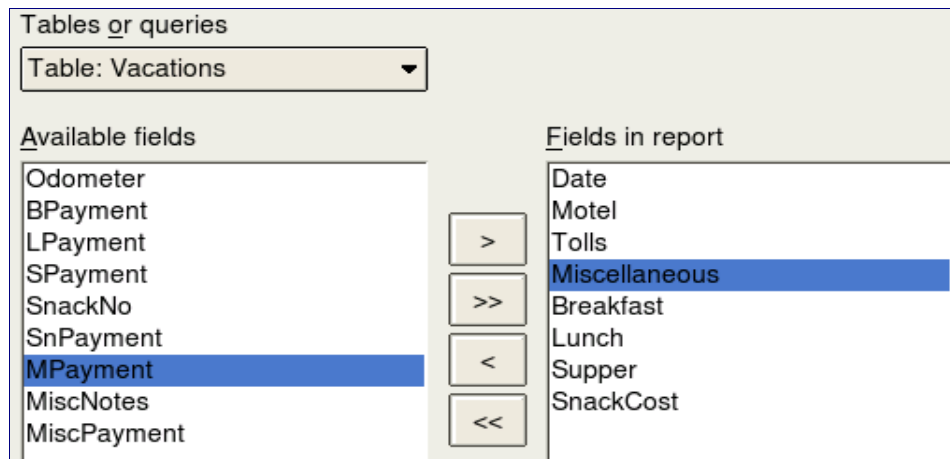 Tables or queries
Table: Vacations
Available fields
Odometer
BPayment
LPayment
SPayment
SnackNo
SnPayment
MPayment
MiscNotes
MiscPayment
>
>>
<
<<
Fields in report
Date
Motel
Tolls
Miscellaneous
Breakfast
Lunch
Supper
SnackCost